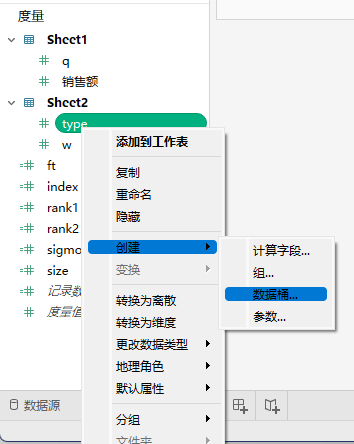 度量
Sheet1
q
销售额
Sheet2
type
w
ft
index
rank1
rank2
sigmo
size
记录数
度量值
添加到工作表
复制
重命名
隐藏
创建
变换
转换为离散
转换为维度
更改数据类型
地理角色
默认属性
分组
文件夹
计算字段...
组...
数据桶...
参数...
数据源